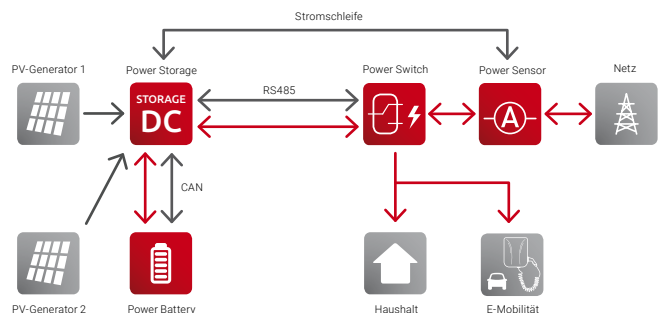 Stromschleife
PV-Generator 1
Power Storage
Power Switch
Power Sensor
Netz
STORAGE
DC
RS485
A
CAN
PV-Generator 2
Power Battery
Haushalt
E-Mobilität